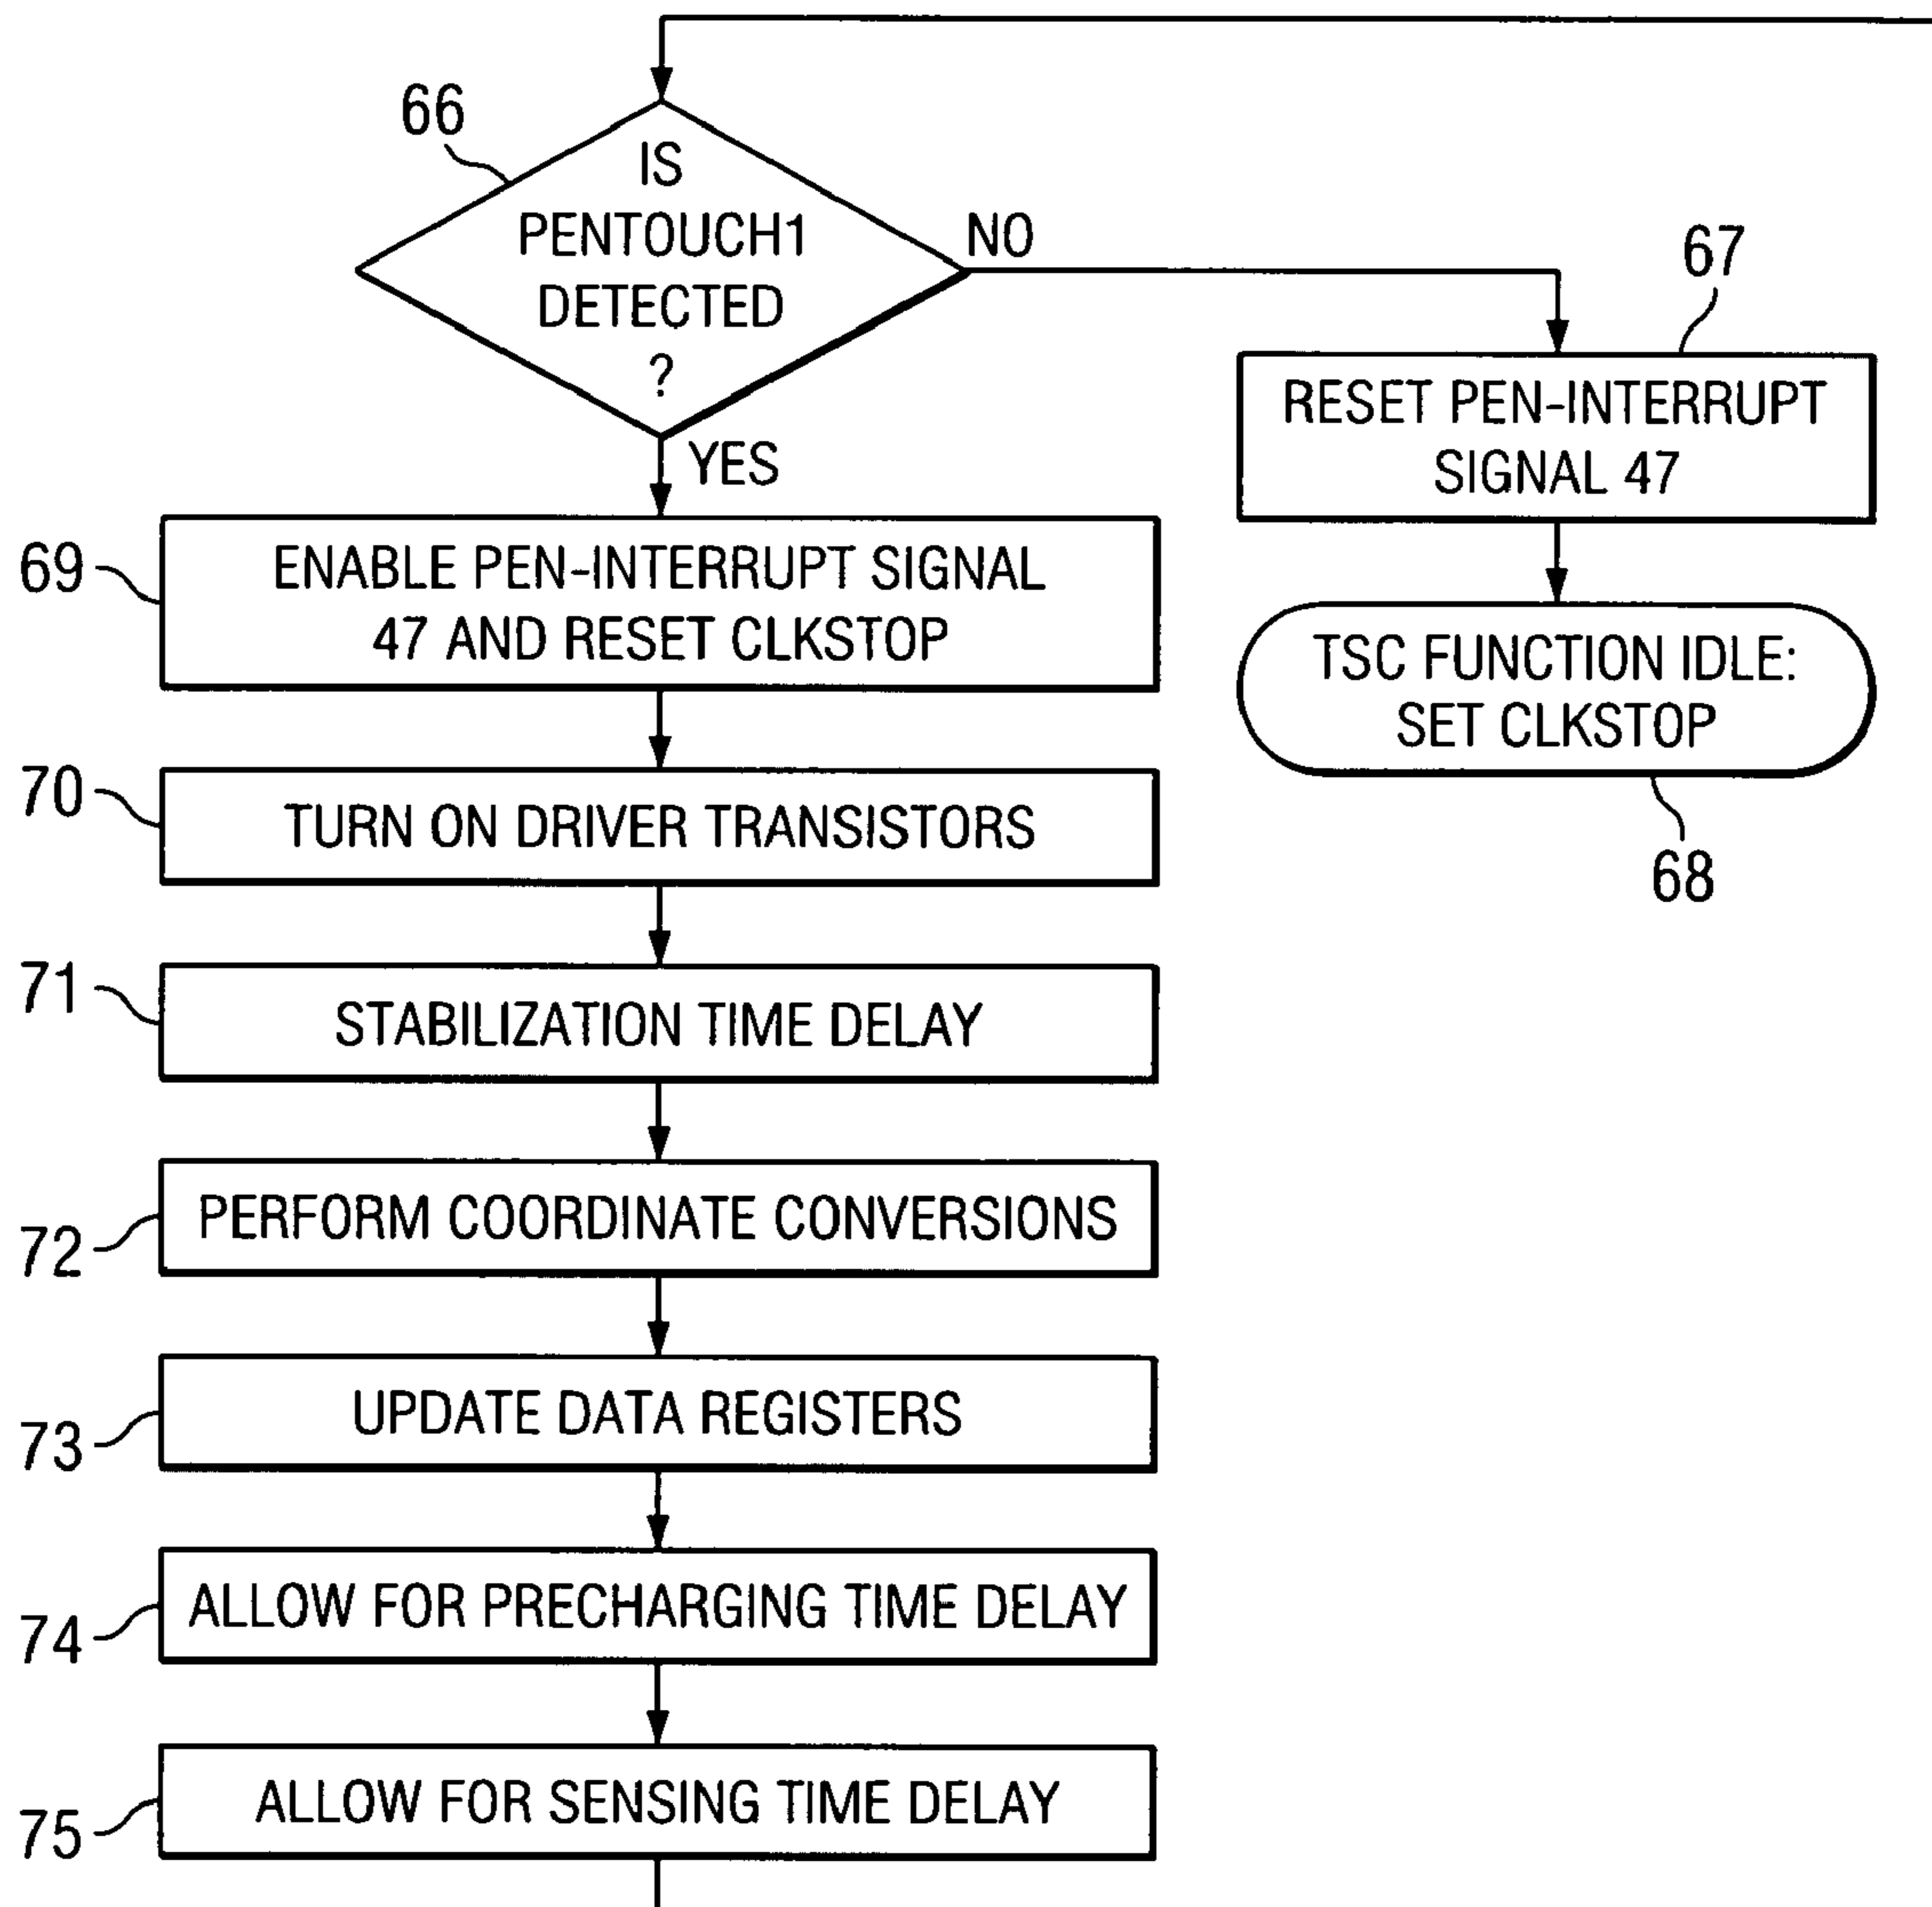 66
IS
PENTOUCH1
DETECTED
?
NO
YES
67
RESET PEN-INTERRUPT
SIGNAL 47
TSC FUNCTION IDLE:
SET CLKSTOP
68
69
ENABLE PEN-INTERRUPT SIGNAL
47 AND RESET CLKSTOP
70
TURN ON DRIVER TRANSISTORS
71
STABILIZATION TIME DELAY
72
PERFORM COORDINATE CONVERSIONS
73
UPDATE DATA REGISTERS
74
ALLOW FOR PRECHARGING TIME DELAY
75
ALLOW FOR SENSING TIME DELAY